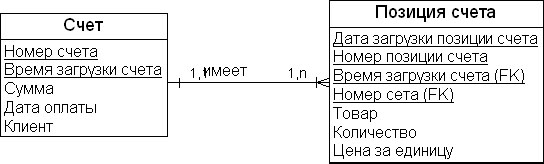 Счет
Номер счета
Время загрузки счета
Сумма
Дата оплаты
Клиент
1,1
имеет
1,n
Позиция счета
Дата загрузки позиции счета
Номер позиции счета
Время загрузки счета (FK)
Номер сета (FK)
Товар
Количество
Цена за единицу